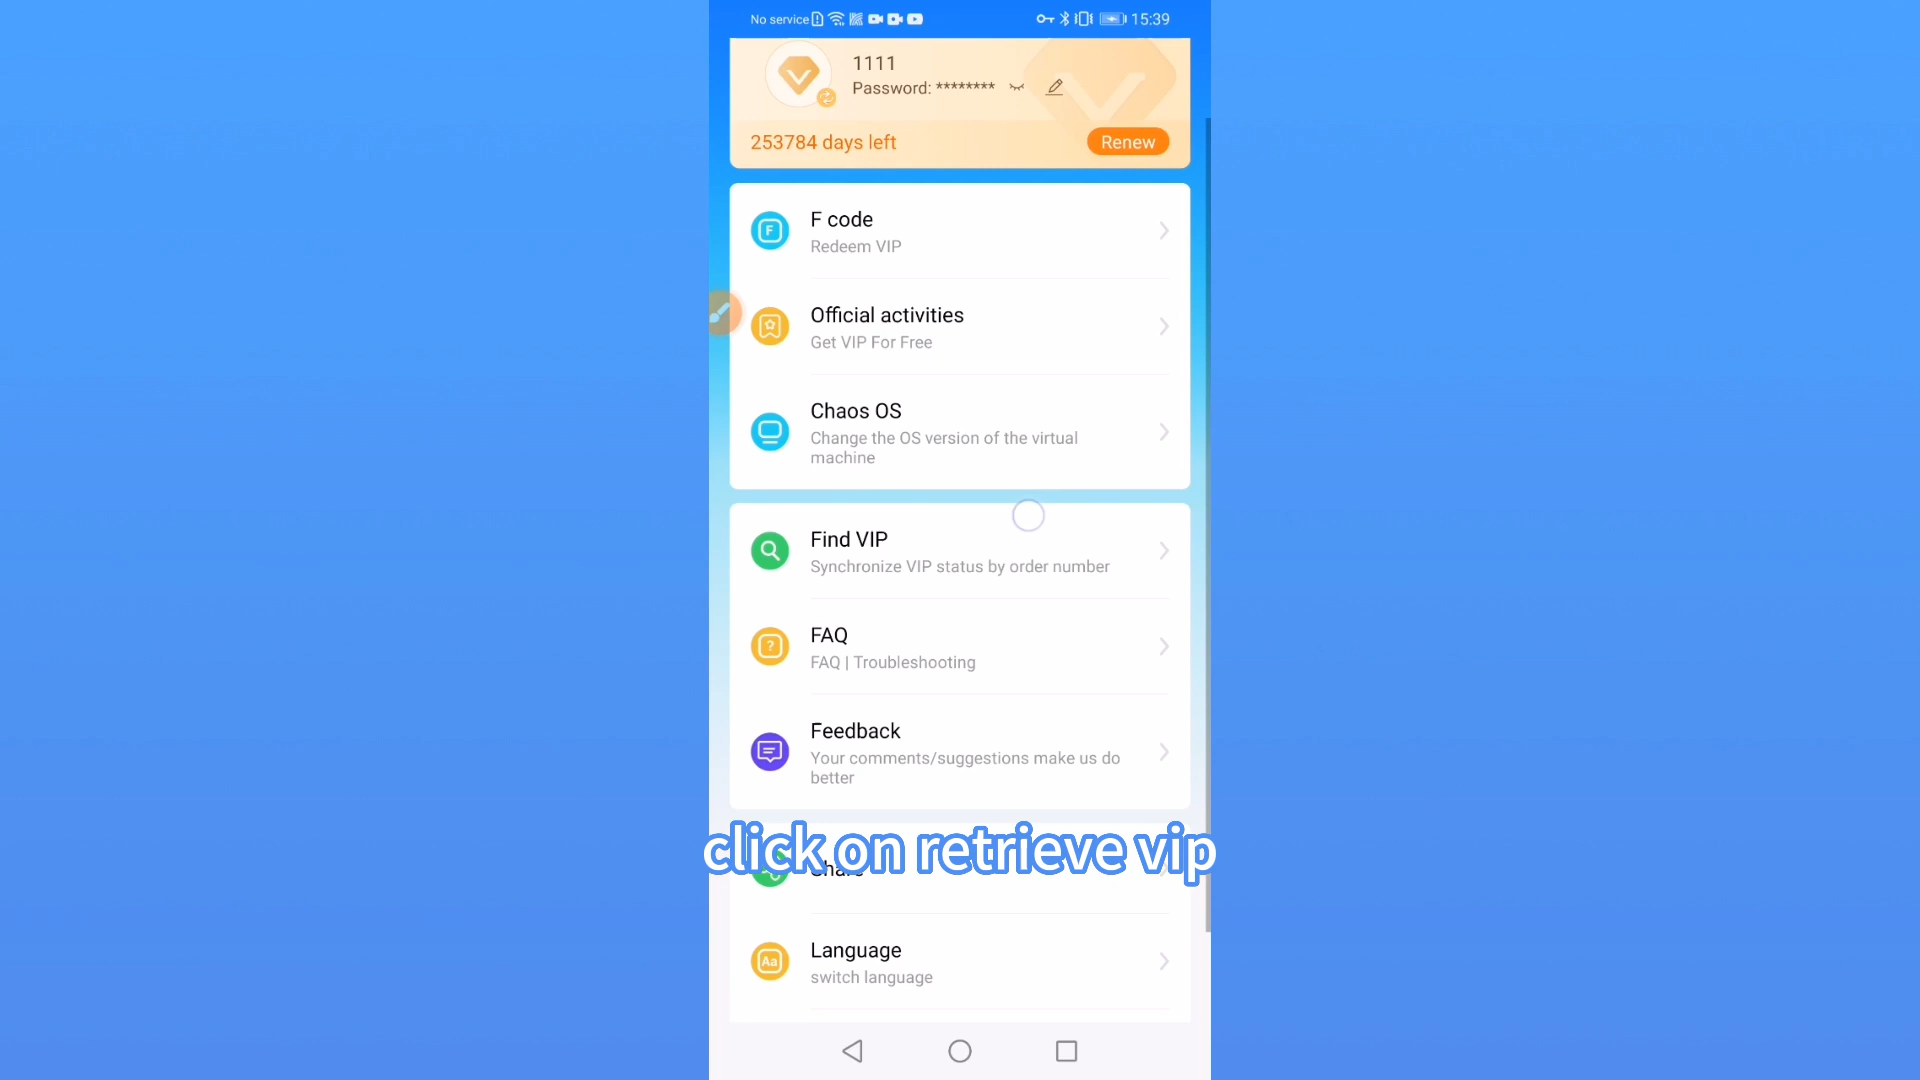 No service
15:39
1111
Password: ********
253784 days left
Renew
F code
Redeem VIP
Official activities
Get VIP For Free
Chaos OS
Change the OS version of the virtual
machine
Find VIP
Synchronize VIP status by order number
FAQ
FAQ | Troubleshooting
Feedback
Your comments/suggestions make us do
better
click on retrieve vip
Share
Language
switch language